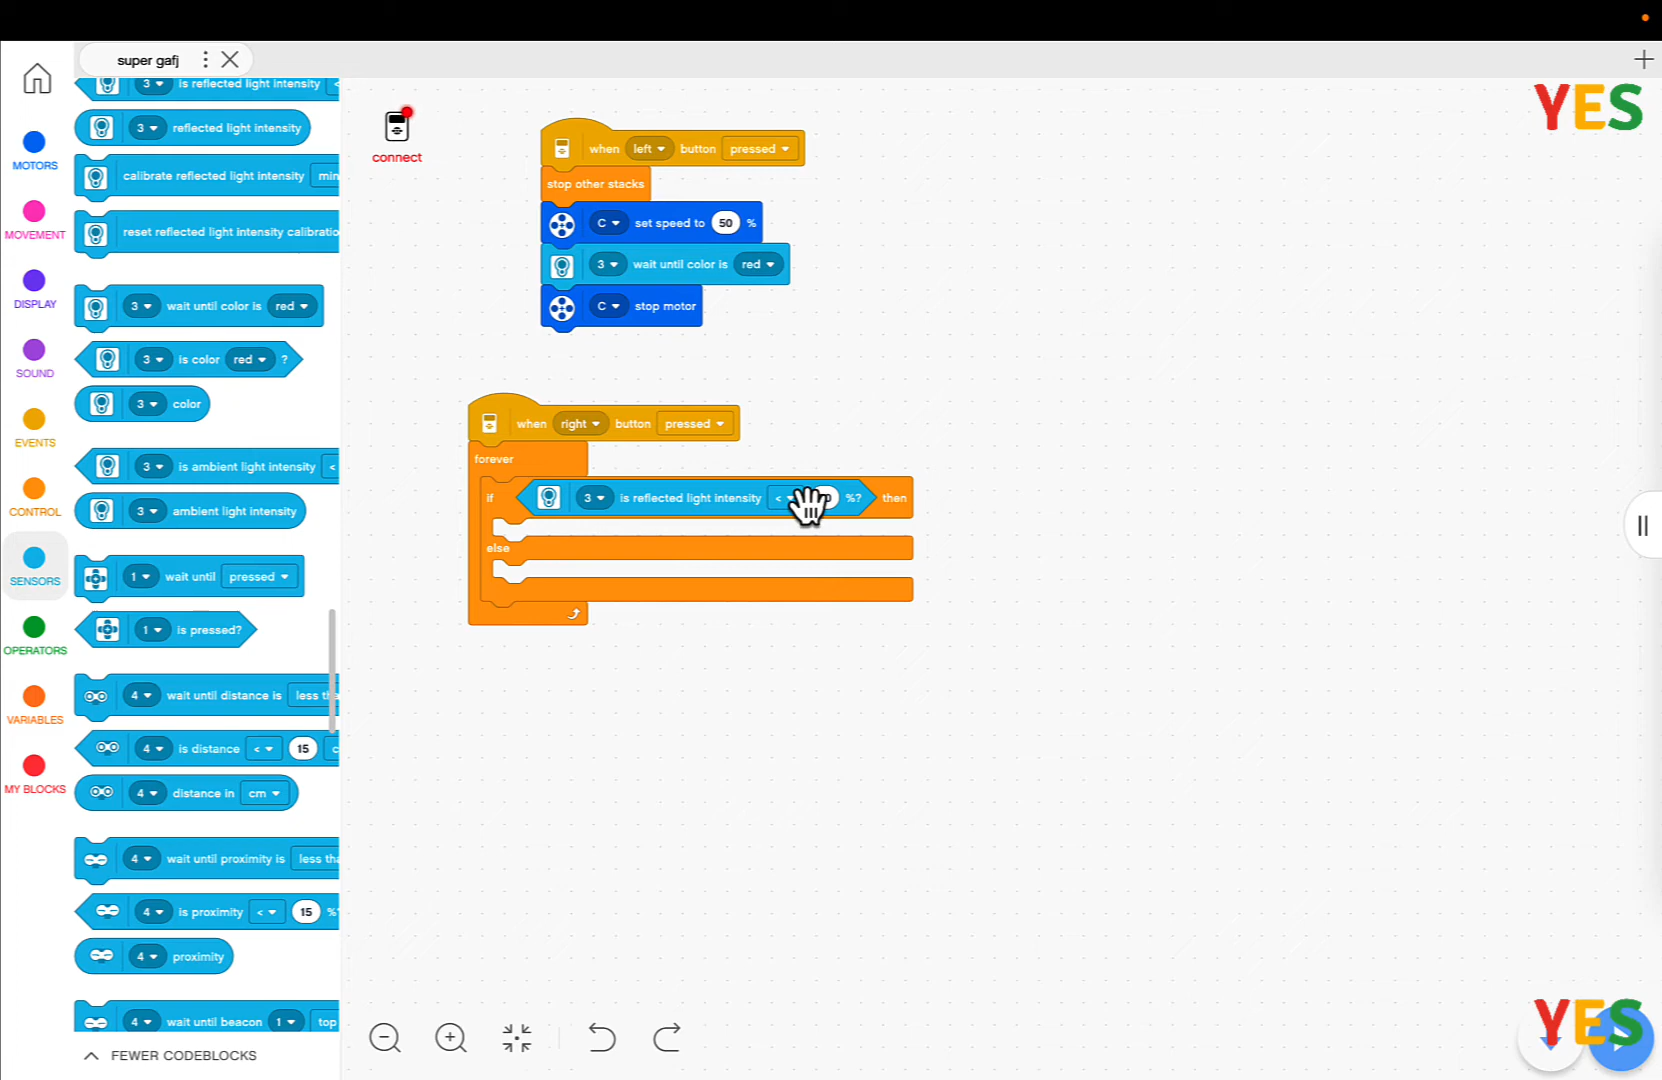 super gafj
YES
MOTORS
MOVEMENT
DISPLAY
SOUND
EVENTS
CONTROL
SENSORS
OPERATORS
VARIABLES
MY BLOCKS
3 is reflected light intensity <
3 reflected light intensity
calibrate reflected light intensity min
reset reflected light intensity calibratio
3 wait until color is red
3 is color red ?
3 color
3 is ambient light intensity <
3 ambient light intensity
1 wait until pressed
1 is pressed?
4 wait until distance is less tha
4 is distance < 15 c
4 distance in cm
4 wait until proximity is less tha
4 is proximity < 15 %?
4 proximity
4 wait until beacon 1 top
FEWER CODEBLOCKS
connect
when left button pressed
stop other stacks
C set speed to 50 %
3 wait until color is red
C stop motor
when right button pressed
forever
if 3 is reflected light intensity < %? then
else
YES